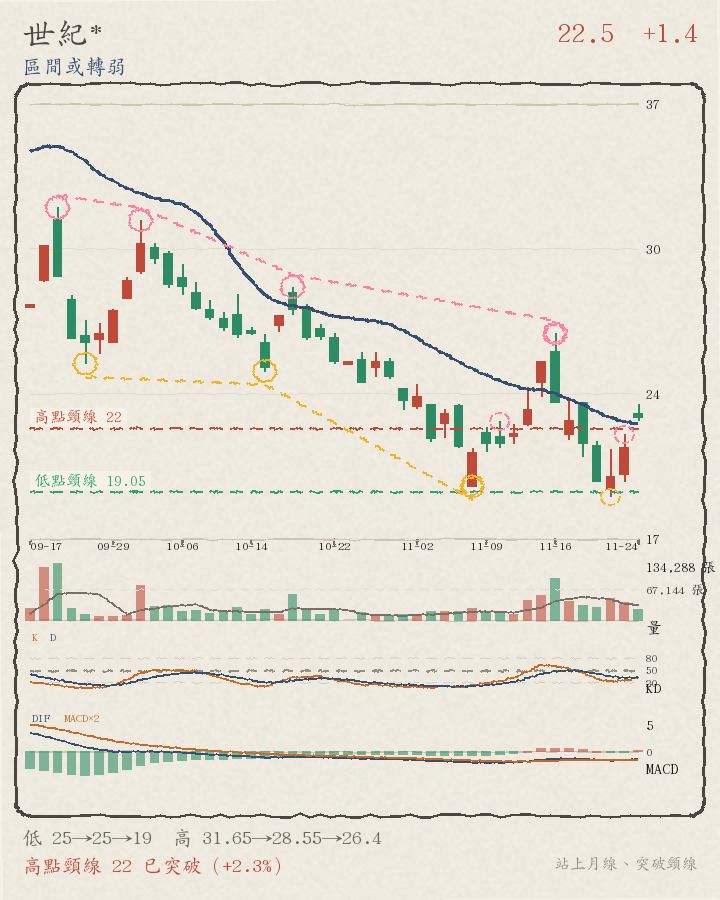 世紀* 22.5 +1.4
區間或轉弱
37
30
高點頸線 22
24
低點頸線 19.05
17
09-17 09-29 10-06 10-14 10-22 11-02 11-09 11-16 11-24
134,288 張
67,144 張
量
K D
80
50
20
KD
DIF MACD×2
5
0
MACD
低 25→25→19 高 31.65→28.55→26.4
高點頸線 22 已突破 (+2.3%)
站上月線、突破頸線